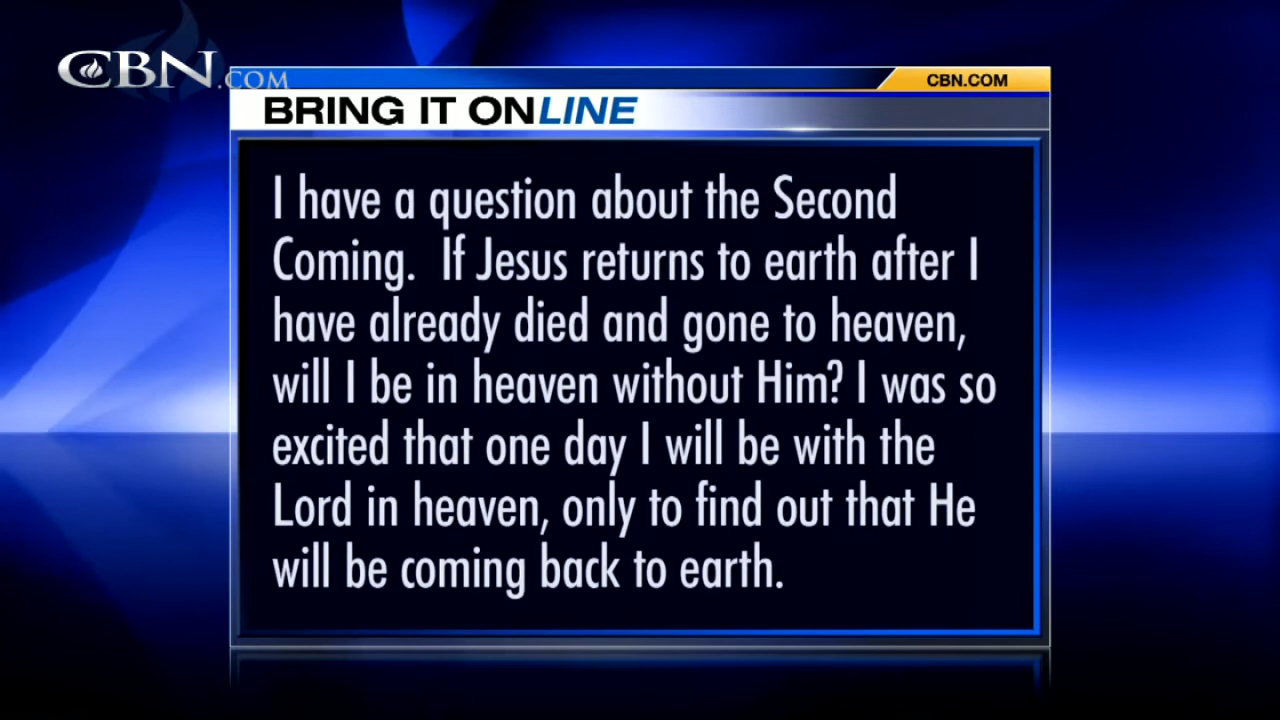 CBN.COM
CBN.COM
BRING IT ONLINE
I have a question about the Second
Coming.  If Jesus returns to earth after I
have already died and gone to heaven,
will I be in heaven without Him? I was so
excited that one day I will be with the
Lord in heaven, only to find out that He
will be coming back to earth.